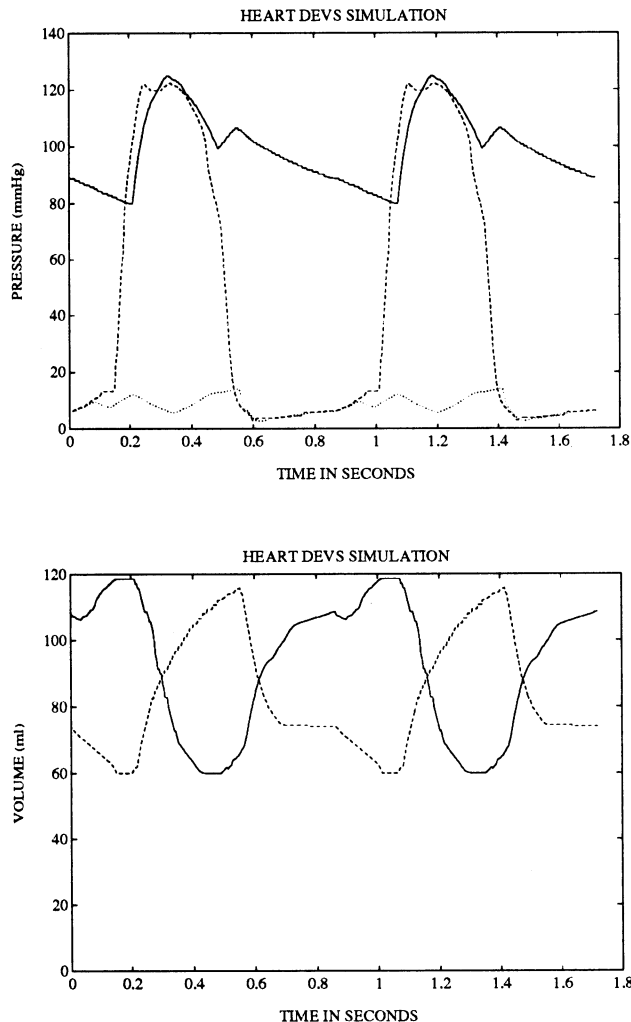 HEART DEVS SIMULATION
140
120
100
80
60
40
20
0
PRESSURE (mmHg)
0 0.2 0.4 0.6 0.8 1 1.2 1.4 1.6 1.8
TIME IN SECONDS
HEART DEVS SIMULATION
120
100
80
60
40
20
0
VOLUME (ml)
0 0.2 0.4 0.6 0.8 1 1.2 1.4 1.6 1.8
TIME IN SECONDS